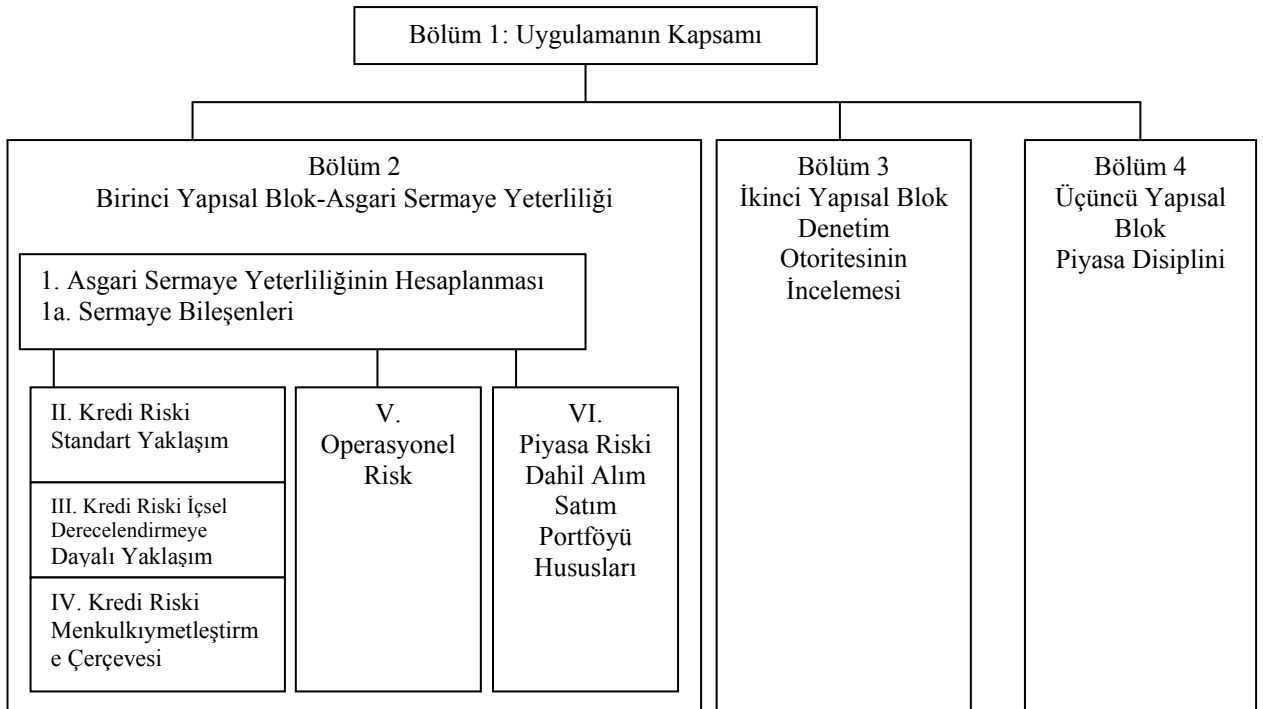 Bölüm 1: Uygulamanın Kapsamı
Bölüm 2
Birinci Yapısal Blok-Asgari Sermaye Yeterliliği
1. Asgari Sermaye Yeterliliğinin Hesaplanması
1a. Sermaye Bileşenleri
II. Kredi Riski
Standart Yaklaşım
III. Kredi Riski İçsel
Derecelendirmeye
Dayalı Yaklaşım
IV. Kredi Riski
Menkulkıymetleştirm
e Çerçevesi
V.
Operasyonel
Risk
VI.
Piyasa Riski
Dahil Alım
Satım
Portföyü
Hususları
Bölüm 3
İkinci Yapısal Blok
Denetim
Otoritesinin
İncelemesi
Bölüm 4
Üçüncü Yapısal
Blok
Piyasa Disiplini